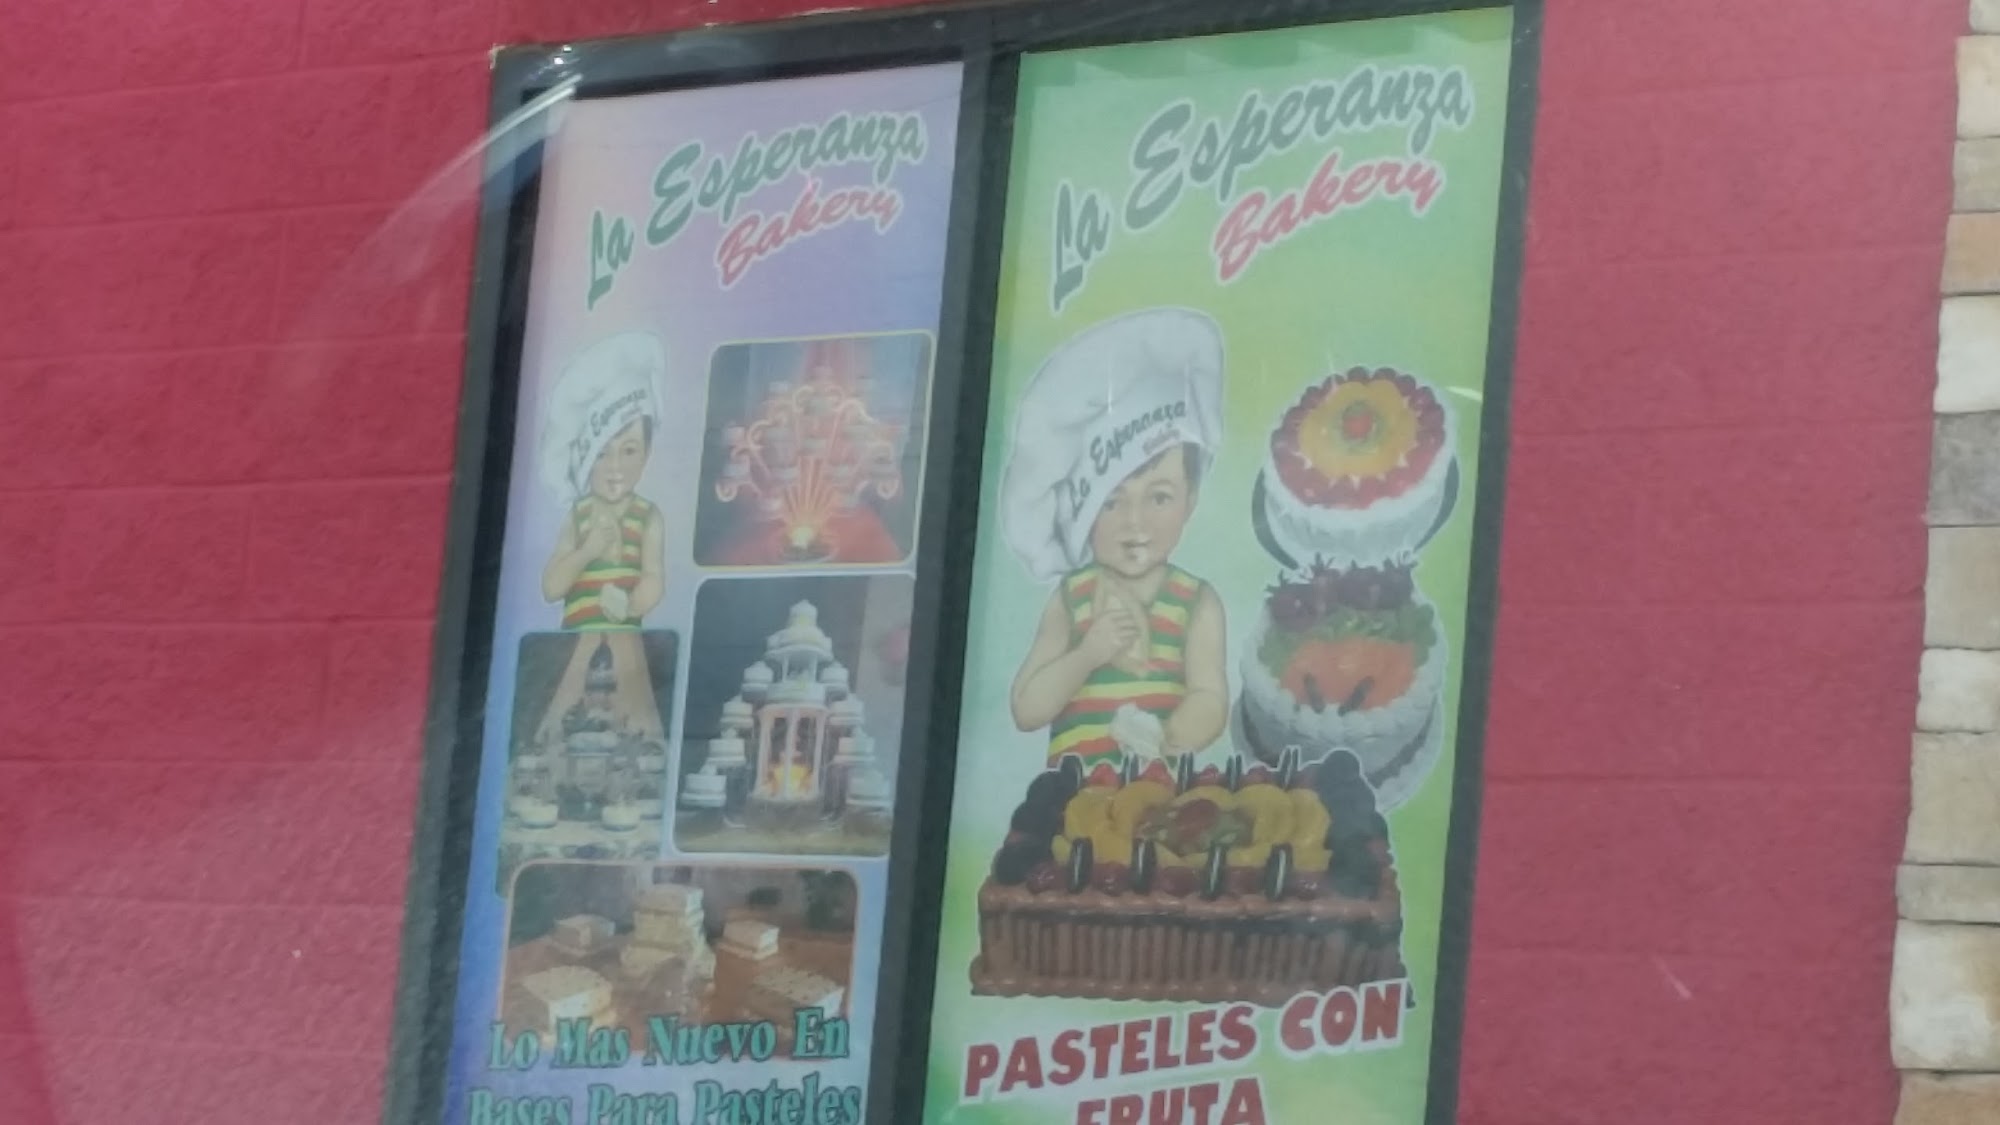 La Esperanza
Bakery
La Esperanza
Lo Mas Nuevo En
Bases Para Pasteles
La Esperanza
Bakery
La Esperanza
Bakery
PASTELES CON
FRUTA